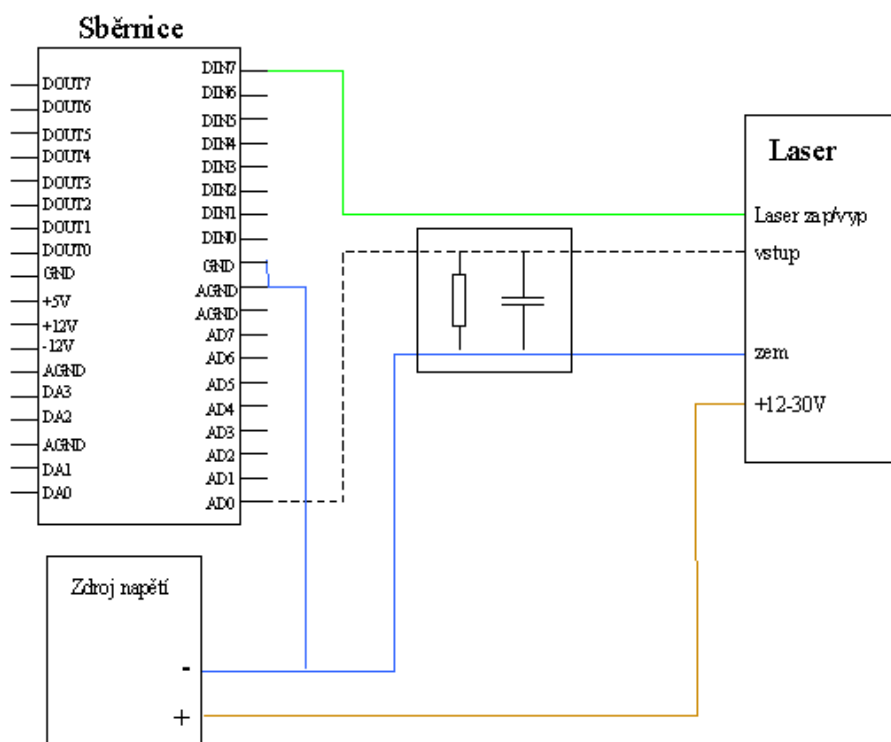 Sběrnice
DOUT7
DOUT6
DOUT5
DOUT4
DOUT3
DOUT2
DOUT1
DOUT0
GND
+5V
+12V
-12V
AGND
DA3
DA2
AGND
DA1
DA0
DIN7
DIN6
DIN5
DIN4
DIN3
DIN2
DIN1
DIN0
GND
AGND
AGND
AD7
AD6
AD5
AD4
AD3
AD2
AD1
AD0
Laser
Laser zap/vyp
vstup
zem
+12-30V
Zdroj napětí
-
+